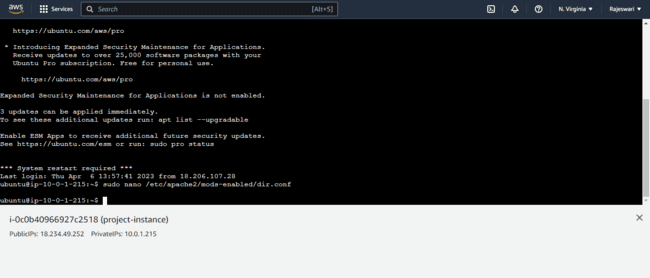 aws
Services
Search
[Alt+S]
N. Virginia
Rajeswari
https://ubuntu.com/aws/pro
* Introducing Expanded Security Maintenance for Applications.
Receive updates to over 25,000 software packages with your
Ubuntu Pro subscription. Free for personal use.
https://ubuntu.com/aws/pro
Expanded Security Maintenance for Applications is not enabled.
3 updates can be applied immediately.
To see these additional updates run: apt list --upgradable
Enable ESM Apps to receive additional future security updates.
See https://ubuntu.com/esm or run: sudo pro status
*** System restart required ***
Last login: Thu Apr  6 13:57:41 2023 from 18.206.107.28
ubuntu@ip-10-0-1-215:~$ sudo nano /etc/apache2/mods-enabled/dir.conf
ubuntu@ip-10-0-1-215:~$
i-0c0b40966927c2518 (project-instance)
PublicIPs: 18.234.49.252 PrivateIPs: 10.0.1.215